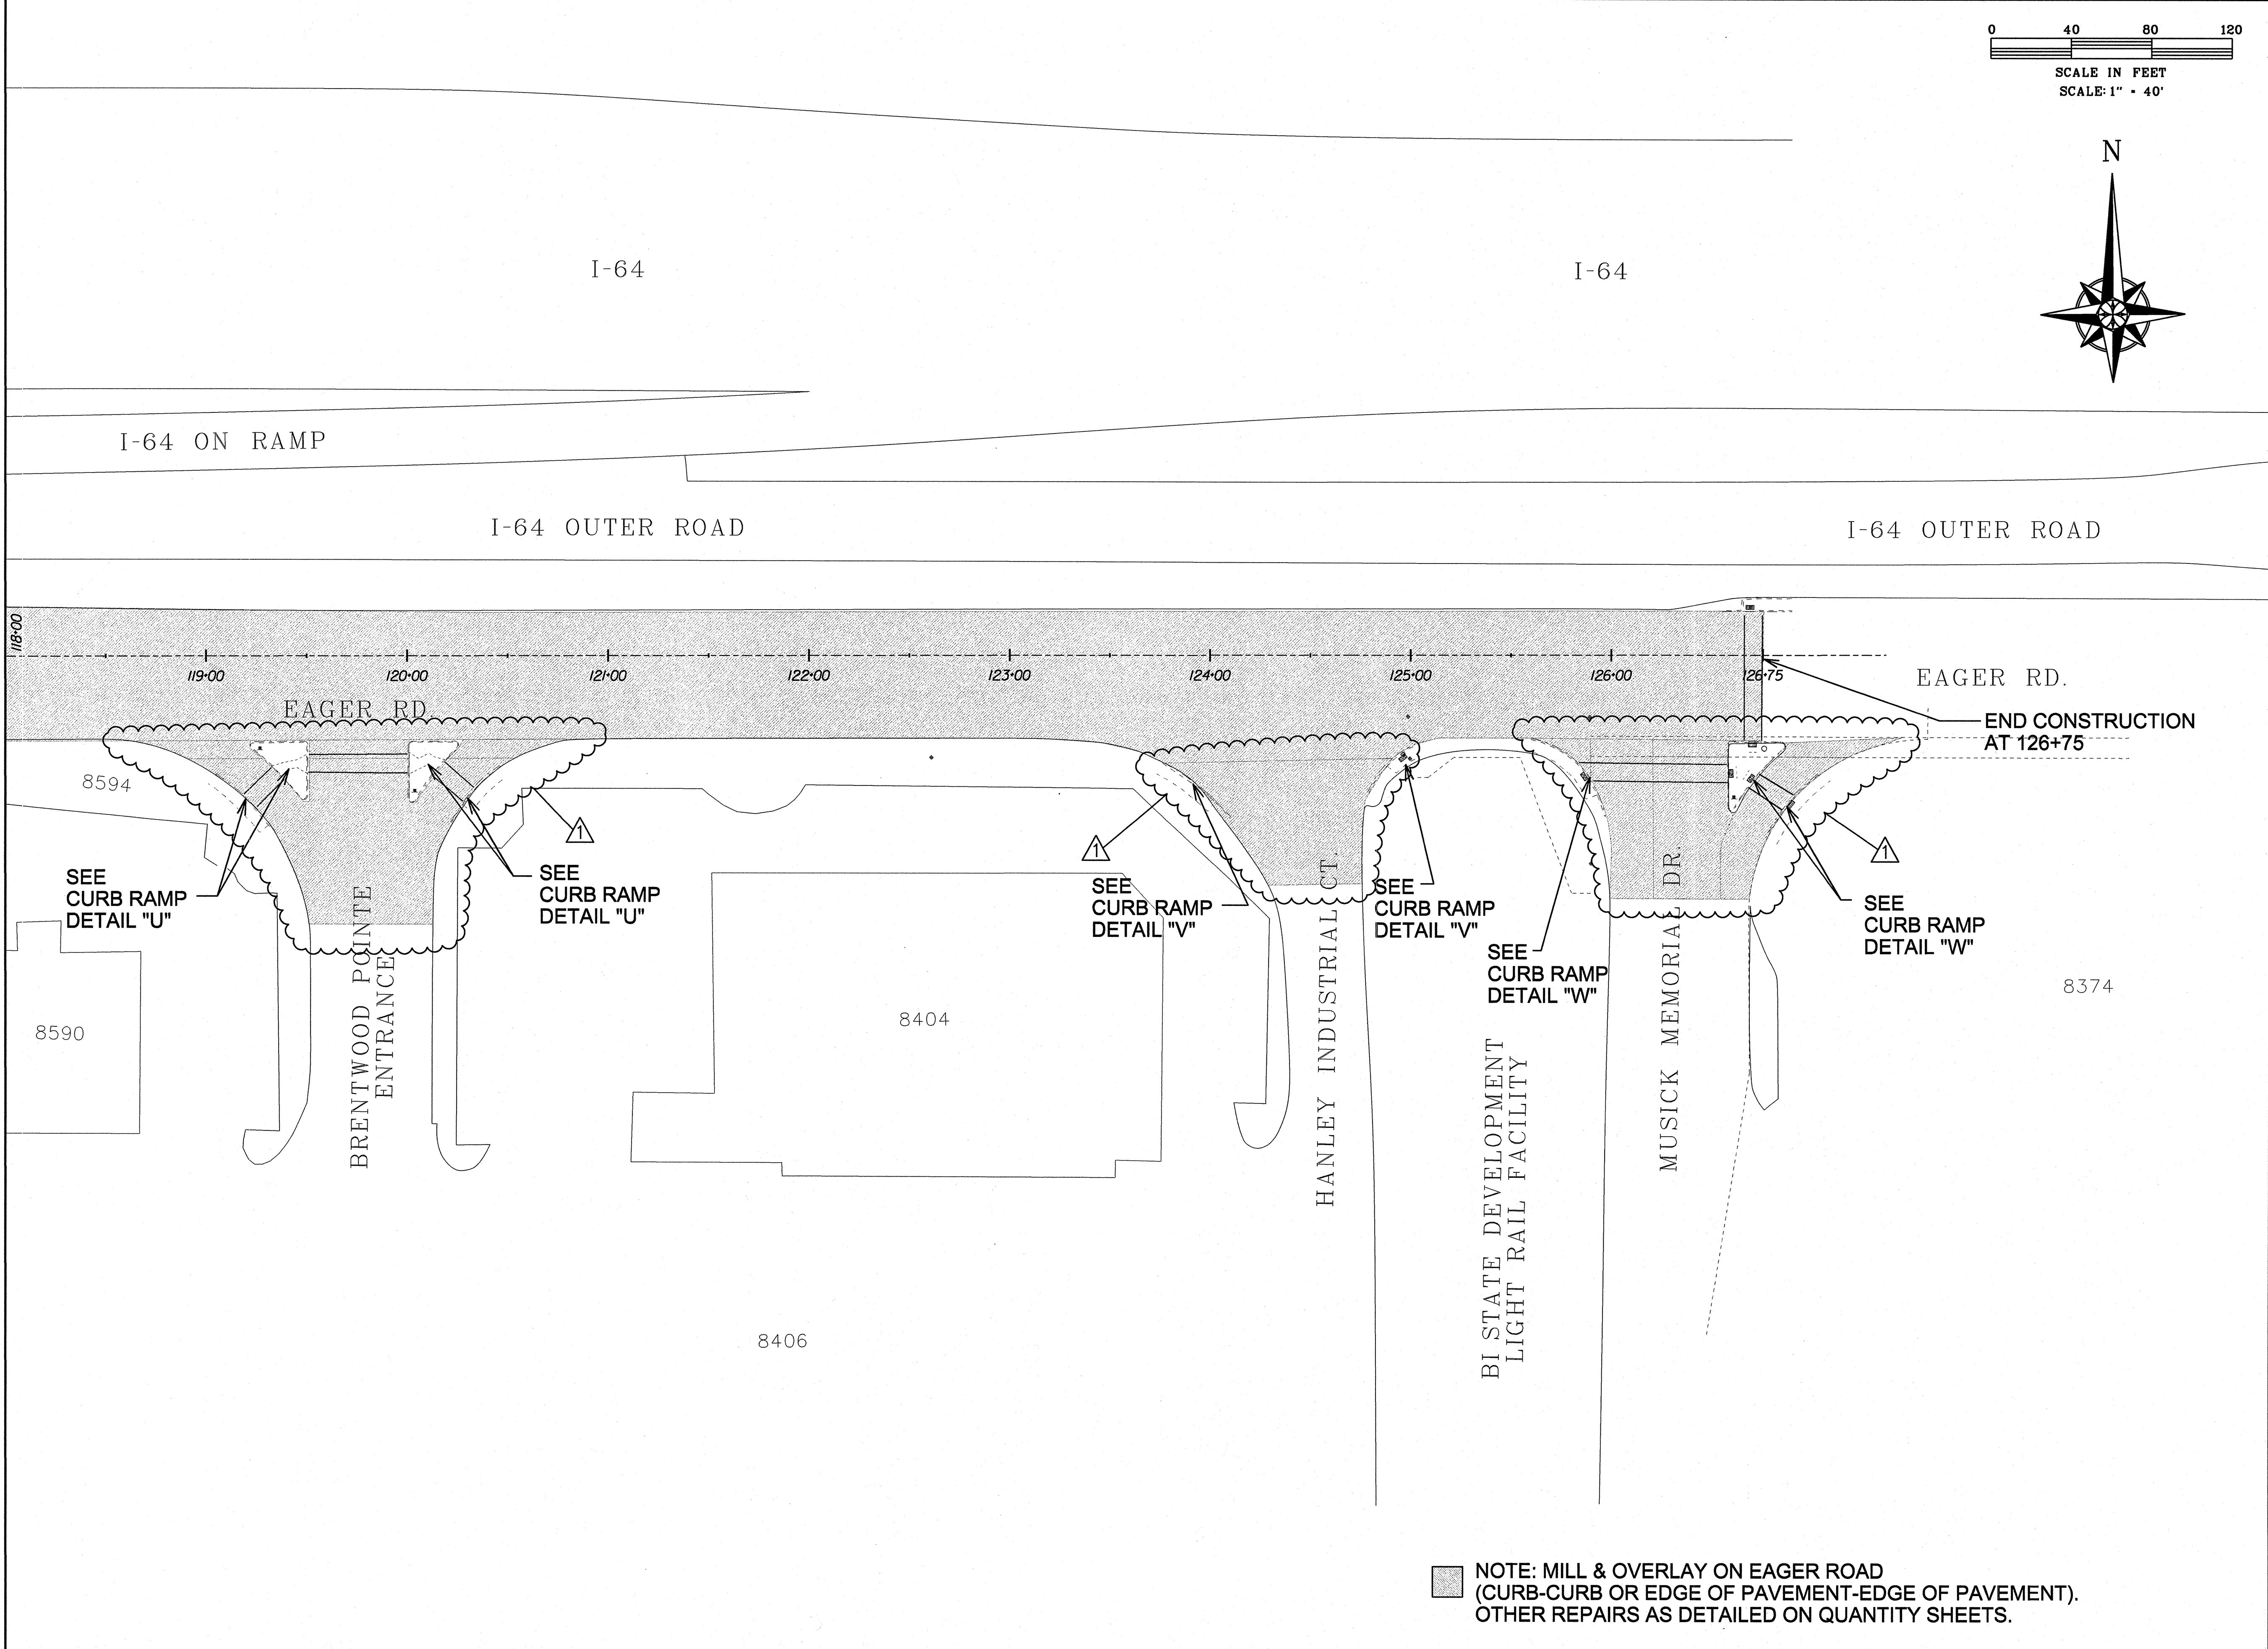 0 40 80 120
SCALE IN FEET
SCALE: 1" = 40'
N
I-64
I-64
I-64 ON RAMP
I-64 OUTER ROAD
I-64 OUTER ROAD
118+00
119+00
120+00
121+00
122+00
123+00
124+00
125+00
126+00
126+75
EAGER RD.
EAGER RD.
END CONSTRUCTION
AT 126+75
8594
1
1
1
SEE
CURB RAMP
DETAIL "U"
SEE
CURB RAMP
DETAIL "U"
SEE
CURB RAMP
DETAIL "V"
SEE
CURB RAMP
DETAIL "V"
SEE
CURB RAMP
DETAIL "W"
SEE
CURB RAMP
DETAIL "W"
BRENTWOOD POINTE
ENTRANCE
HANLEY INDUSTRIAL CT.
BI STATE DEVELOPMENT
LIGHT RAIL FACILITY
MUSICK MEMORIAL DR.
8590
8404
8374
8406
NOTE: MILL & OVERLAY ON EAGER ROAD
(CURB-CURB OR EDGE OF PAVEMENT-EDGE OF PAVEMENT).
OTHER REPAIRS AS DETAILED ON QUANTITY SHEETS.